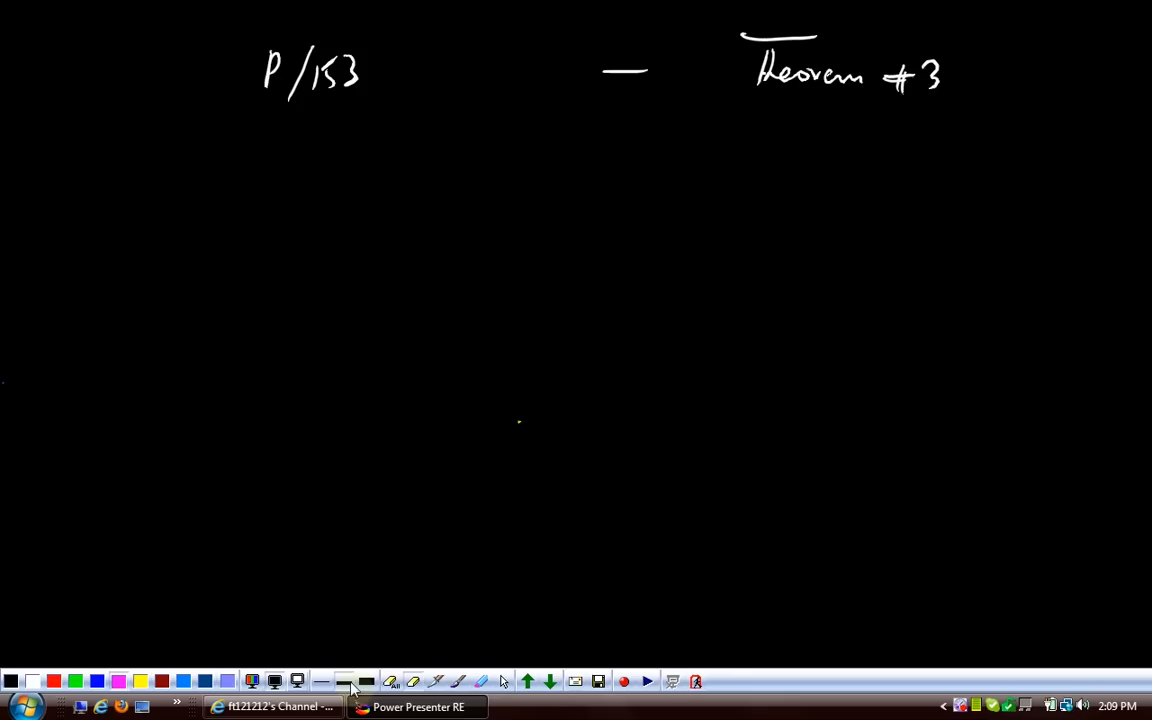 P/153 — Theorem # 3
ft121212's Channel -... Power Presenter RE 2:09 PM